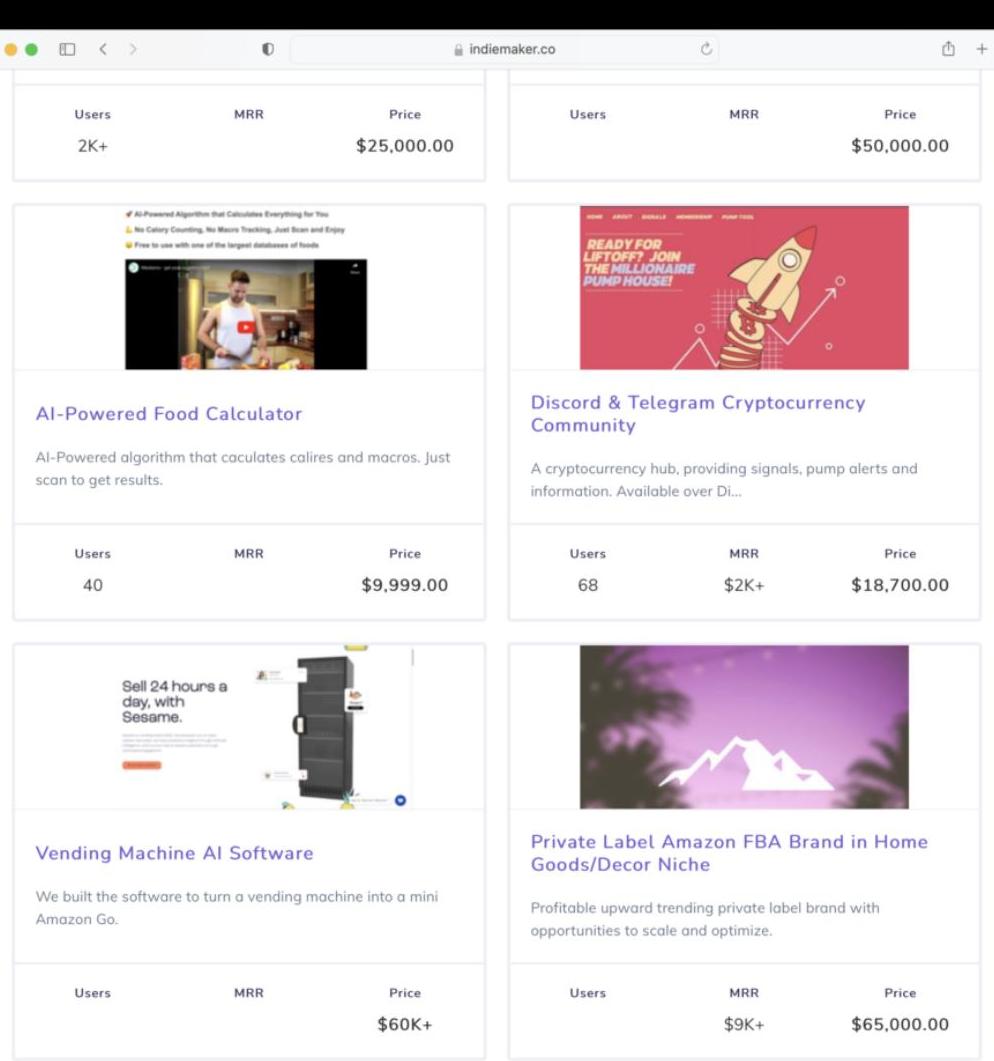 indiemaker.co
Users MRR Price
2K+ $25,000.00
Users MRR Price
$50,000.00
🚀 AI-Powered Algorithm that Calculates Everything for You
💪 No Calory Counting, No Macro Tracking, Just Scan and Enjoy
😀 Free to use with one of the largest databases of foods
AI-Powered Food Calculator
AI-Powered algorithm that caculates calires and macros. Just
scan to get results.
Users MRR Price
40 $9,999.00
HOME ABOUT SIGNALS MEMBERSHIP PUMP TOOL
READY FOR
LIFTOFF? JOIN
THE MILLIONAIRE
PUMP HOUSE!
Discord & Telegram Cryptocurrency
Community
A cryptocurrency hub, providing signals, pump alerts and
information. Available over Di...
Users MRR Price
68 $2K+ $18,700.00
Sell 24 hours a
day, with
Sesame.
Vending Machine AI Software
We built the software to turn a vending machine into a mini
Amazon Go.
Users MRR Price
$60K+
Private Label Amazon FBA Brand in Home
Goods/Decor Niche
Profitable upward trending private label brand with
opportunities to scale and optimize.
Users MRR Price
$9K+ $65,000.00